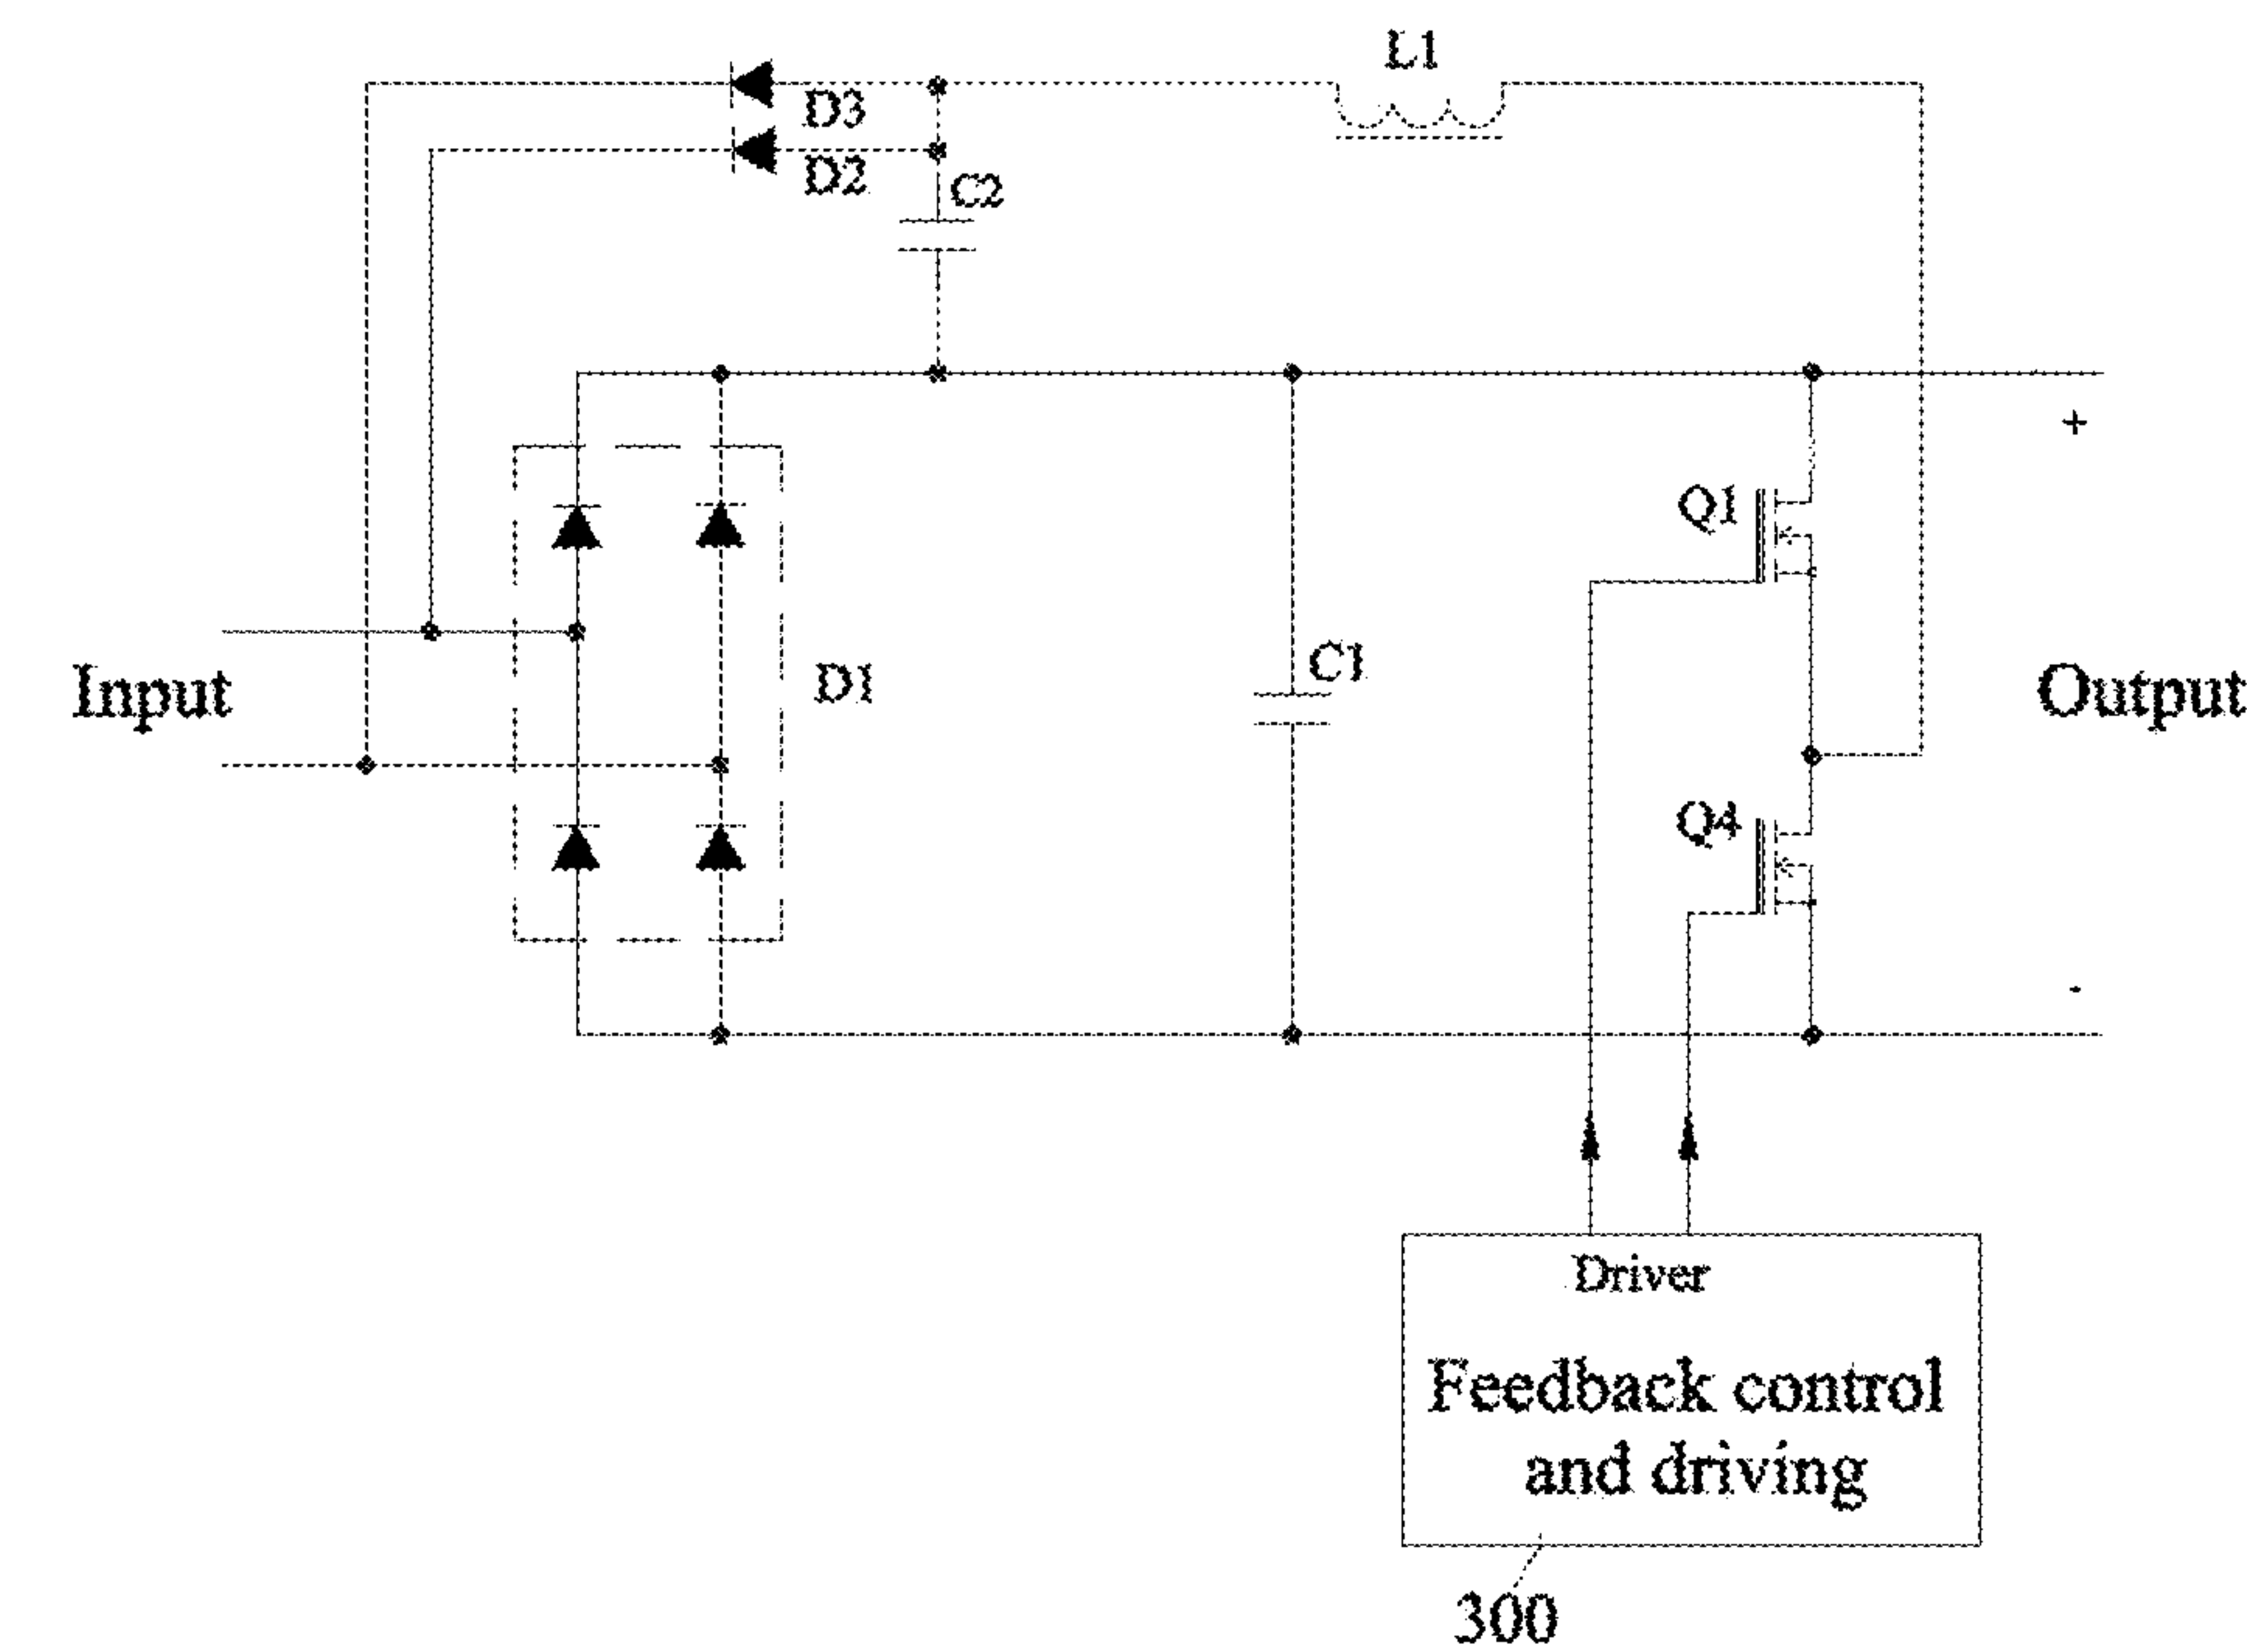 L1
D3
D2
C2
+
Q1
C1
Input
D1
Output
Q4
-
Driver
Feedback control
and driving
300